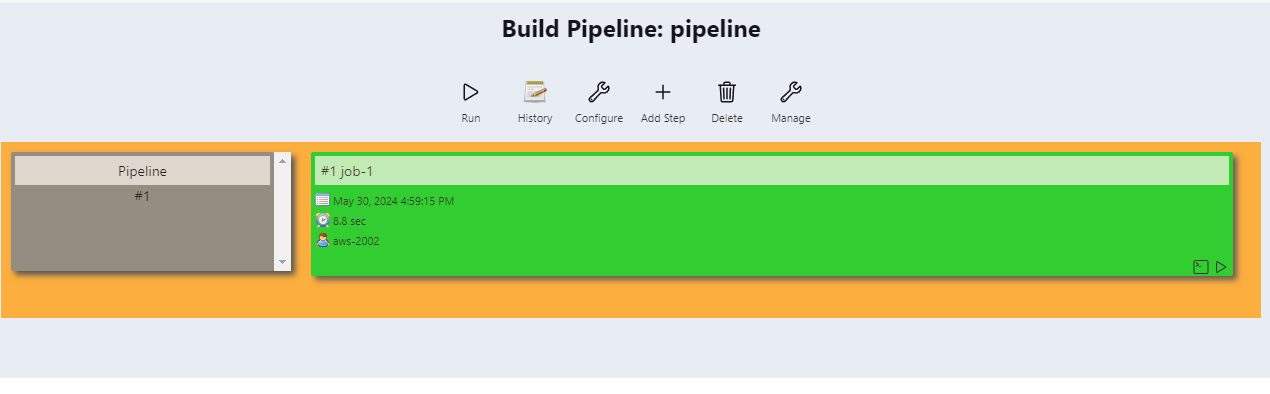 Build Pipeline: pipeline
Run History Configure Add Step Delete Manage
Pipeline
#1
#1 job-1
May 30, 2024 4:59:15 PM
8.8 sec
aws-2002